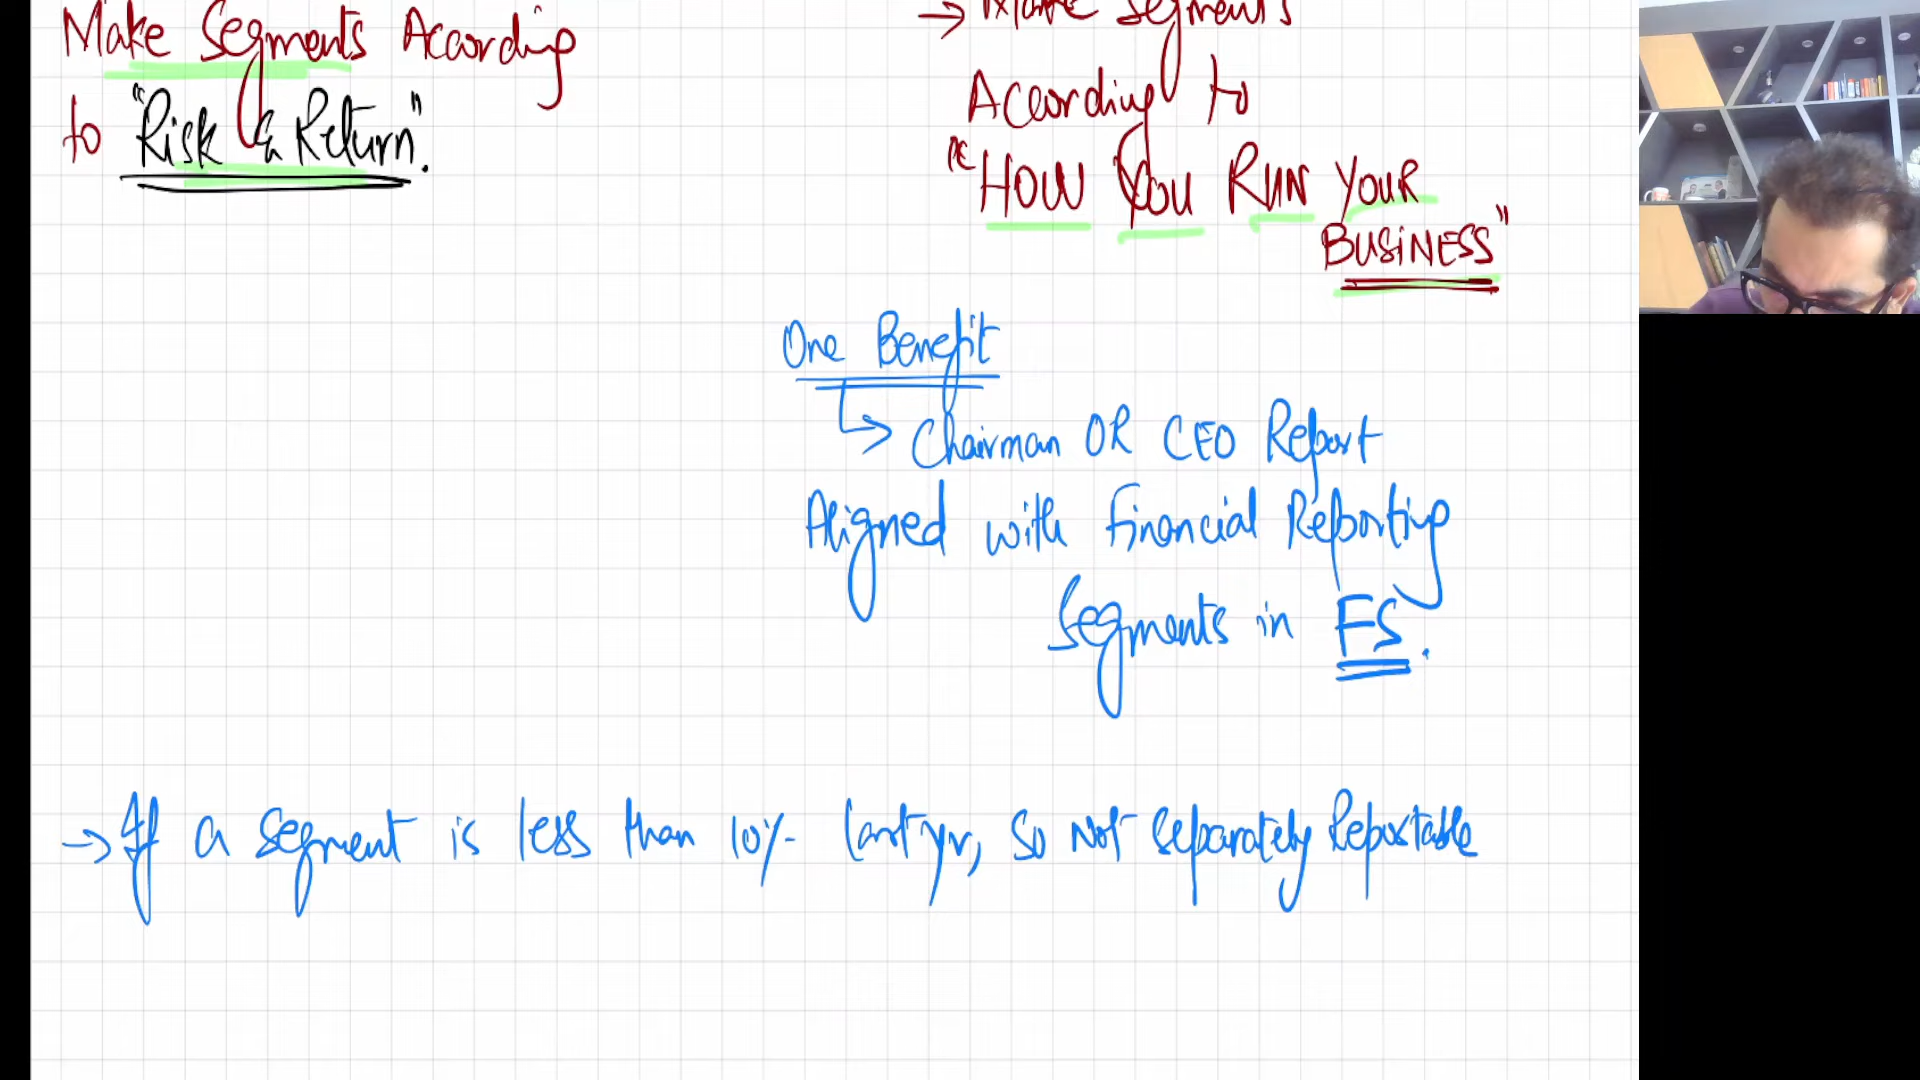 Make Segments According
to "Risk & Return".
→ Make Segments
According to
"HOW YOU RUN YOUR
BUSINESS"
One Benefit
↳ Chairman OR CEO Report
Aligned with Financial Reporting
Segments in FS.
→ If a segment is less than 10% last yr, so Not separately Reportable